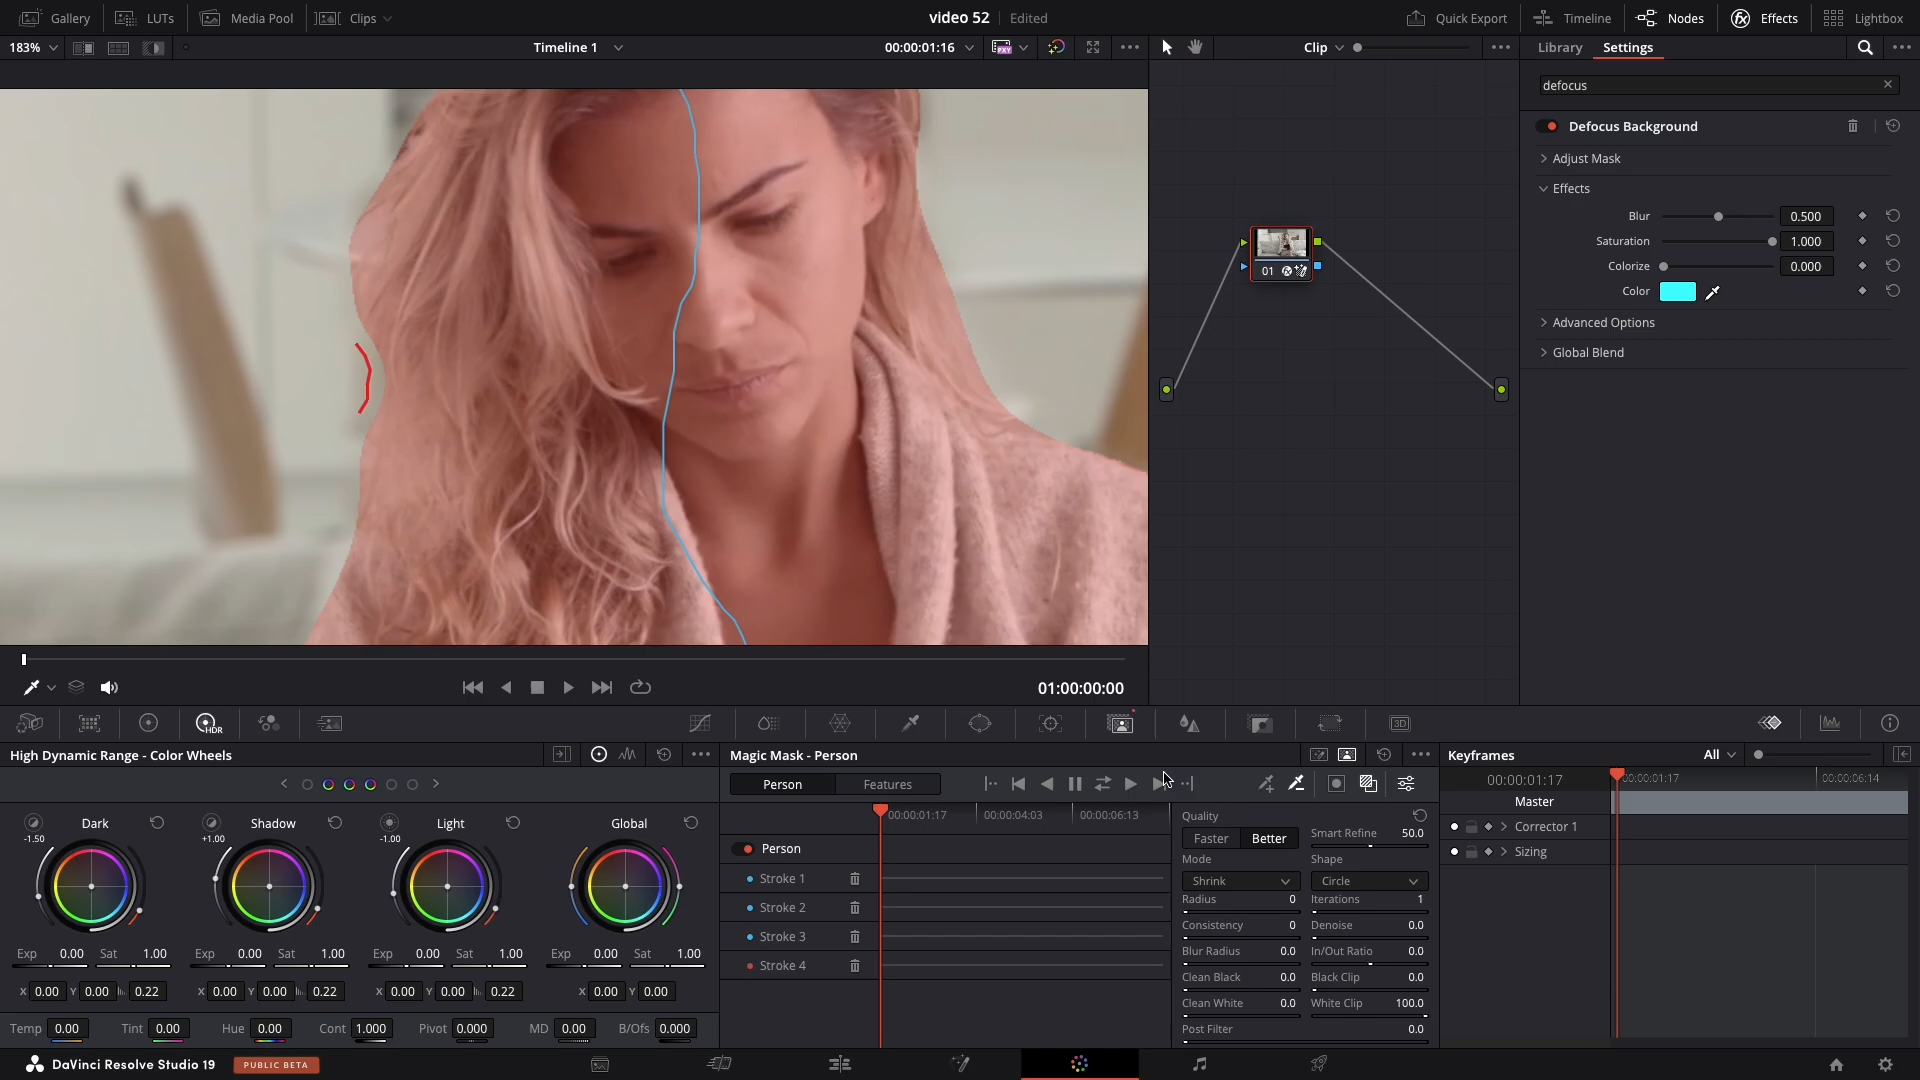 Gallery LUTs Media Pool Clips video 52 Edited Quick Export Timeline Nodes Effects Lightbox
183% Timeline 1 00:00:01:16 Clip Library Settings
defocus
Defocus Background
Adjust Mask
Effects
Blur 0.500
Saturation 1.000
Colorize 0.000
Color
Advanced Options
Global Blend
01
01:00:00:00
HDR 3D
High Dynamic Range - Color Wheels
Dark Shadow Light Global
-1.50 +1.00 -1.00
Exp 0.00 Sat 1.00 Exp 0.00 Sat 1.00 Exp 0.00 Sat 1.00 Exp 0.00 Sat 1.00
X 0.00 Y 0.00 0.22 X 0.00 Y 0.00 0.22 X 0.00 Y 0.00 0.22 X 0.00 Y 0.00
Temp 0.00 Tint 0.00 Hue 0.00 Cont 1.000 Pivot 0.000 MD 0.00 B/Ofs 0.000
Magic Mask - Person
Person Features
00:00:01:17 00:00:04:03 00:00:06:13
Person
Stroke 1
Stroke 2
Stroke 3
Stroke 4
Quality
Faster Better Smart Refine 50.0
Mode Shape
Shrink Circle
Radius 0 Iterations 1
Consistency 0 Denoise 0.0
Blur Radius 0.0 In/Out Ratio 0.0
Clean Black 0.0 Black Clip 0.0
Clean White 0.0 White Clip 100.0
Post Filter 0.0
Keyframes All
00:00:01:17 00:00:01:17 00:00:06:14
Master
Corrector 1
Sizing
DaVinci Resolve Studio 19 PUBLIC BETA